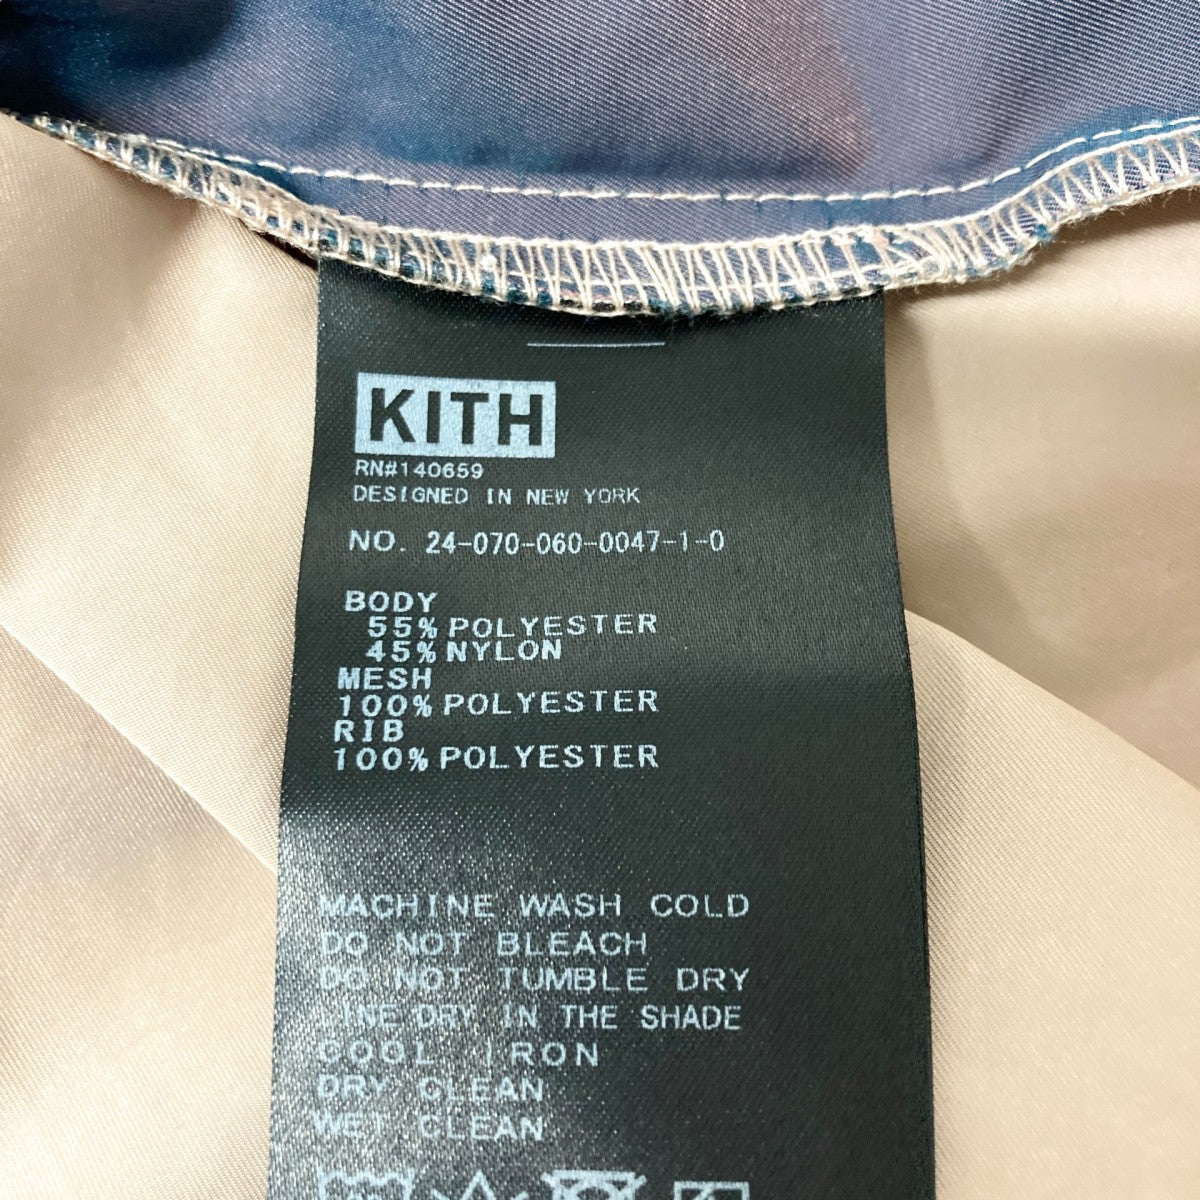 KITH
RN#140659
DESIGNED IN NEW YORK
NO. 24-070-060-0047-1-0
BODY
55% POLYESTER
45% NYLON
MESH
100% POLYESTER
RIB
100% POLYESTER
MACHINE WASH COLD
DO NOT BLEACH
DO NOT TUMBLE DRY
LINE DRY IN THE SHADE
COOL IRON
DRY CLEAN
WET CLEAN